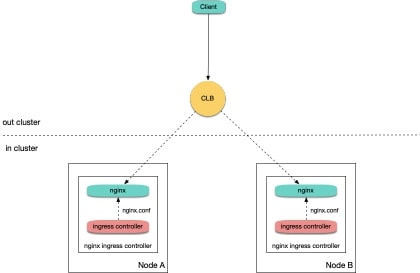 Client
CLB
out cluster
in cluster
nginx
nginx
nginx.conf
nginx.conf
ingress controller
ingress controller
nginx ingress controller
nginx ingress controller
Node A
Node B